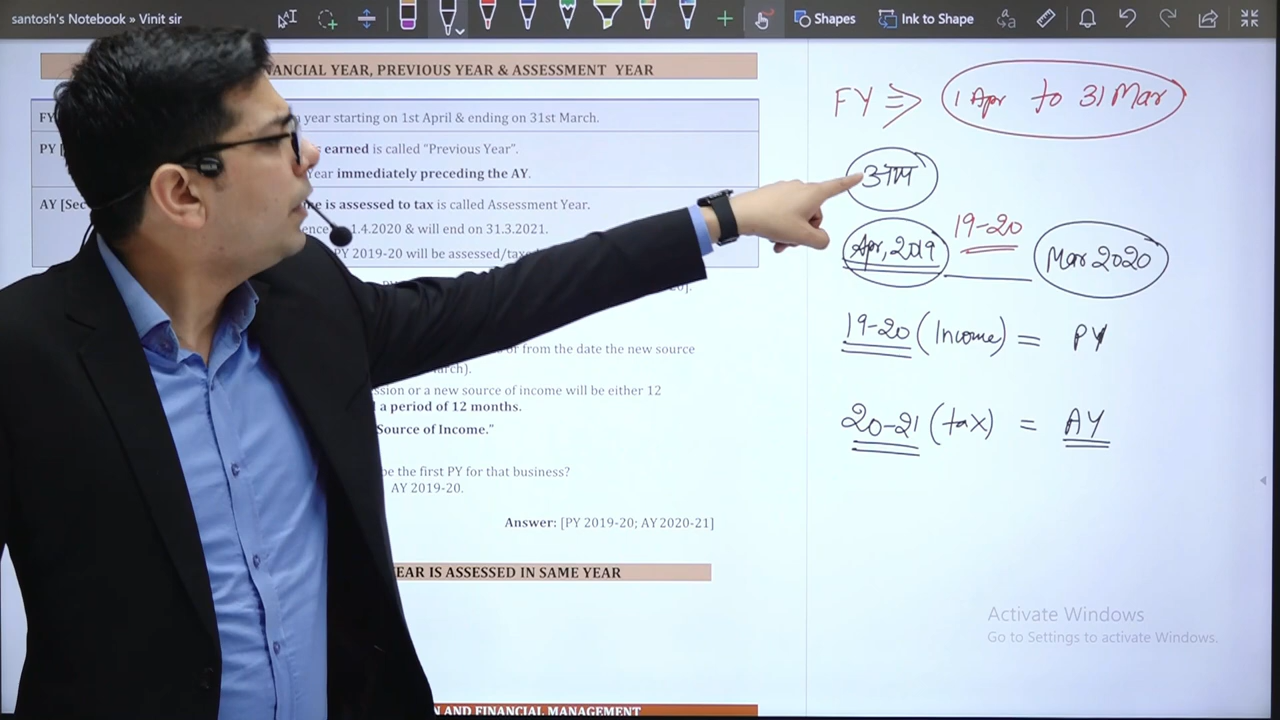 santosh's Notebook » Vinit sir
Shapes
Ink to Shape
NANCIAL YEAR, PREVIOUS YEAR & ASSESSMENT YEAR
FY
year starting on 1st April & ending on 31st March.
PY [
earned is called “Previous Year”.
year immediately preceding the AY.
AY [Sec
is assessed to tax is called Assessment Year.
1.4.2020 & will end on 31.3.2021.
PY 2019-20 will be assessed/
or from the date the new source
arch).
ssion or a new source of income will be either 12
a period of 12 months.
Source of Income.”
be the first PY for that business?
AY 2019-20.
Answer: [PY 2019-20; AY 2020-21]
EAR IS ASSESSED IN SAME YEAR
N AND FINANCIAL MANAGEMENT
FY ⇒ 1 Apr to 31 Mar
आम
19-20
Apr, 2019 Mar 2020
19-20 (Income) = PY
20-21 (tax) = AY
Activate Windows
Go to Settings to activate Windows.